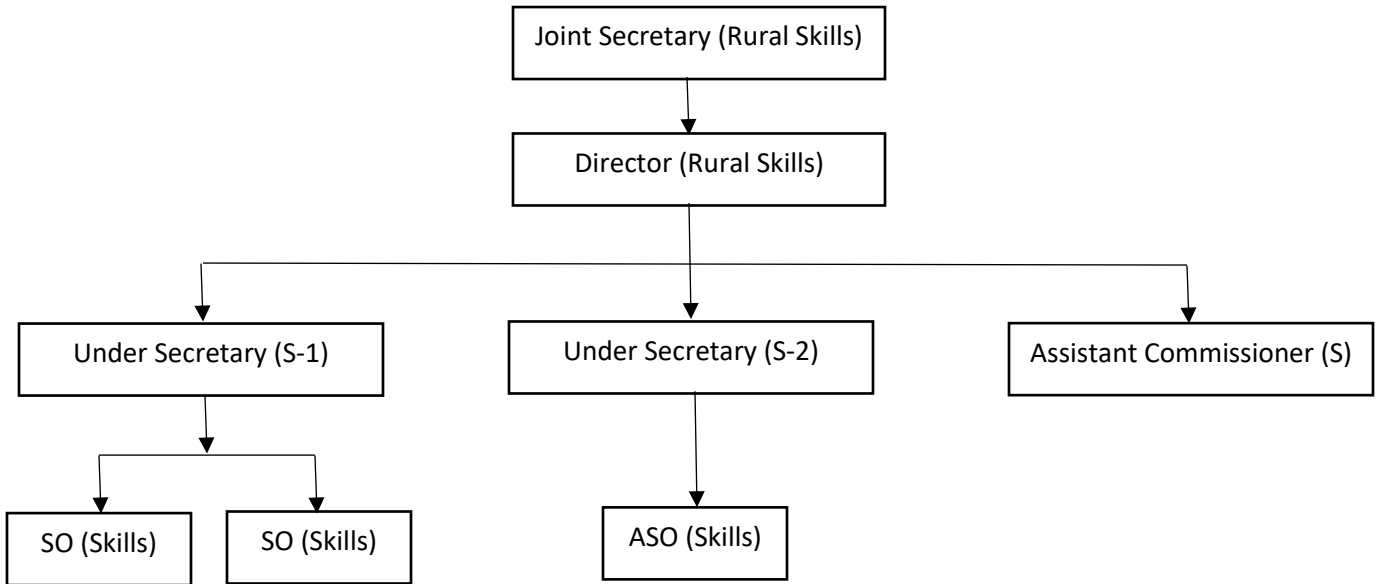 Joint Secretary (Rural Skills)
Director (Rural Skills)
Under Secretary (S-1)
Under Secretary (S-2)
Assistant Commissioner (S)
SO (Skills)
SO (Skills)
ASO (Skills)